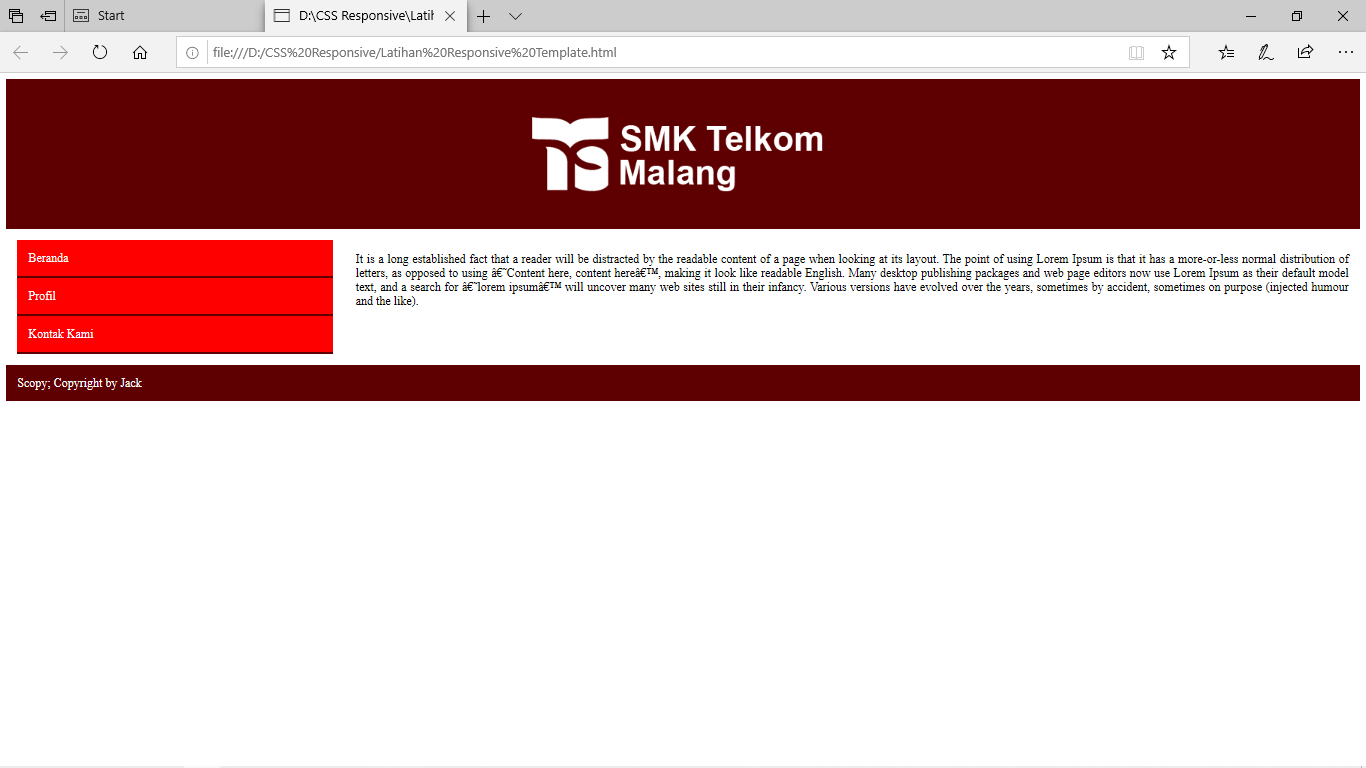 Start
D:\CSS Responsive\Latih
file:///D:/CSS%20Responsive/Latihan%20Responsive%20Template.html
SMK Telkom
Malang
Beranda
Profil
Kontak Kami
It is a long established fact that a reader will be distracted by the readable content of a page when looking at its layout. The point of using Lorem Ipsum is that it has a more-or-less normal distribution of
letters, as opposed to using â€˜Content here, content hereâ€™, making it look like readable English. Many desktop publishing packages and web page editors now use Lorem Ipsum as their default model
text, and a search for â€˜lorem ipsumâ€™ will uncover many web sites still in their infancy. Various versions have evolved over the years, sometimes by accident, sometimes on purpose (injected humour
and the like).
Scopy; Copyright by Jack